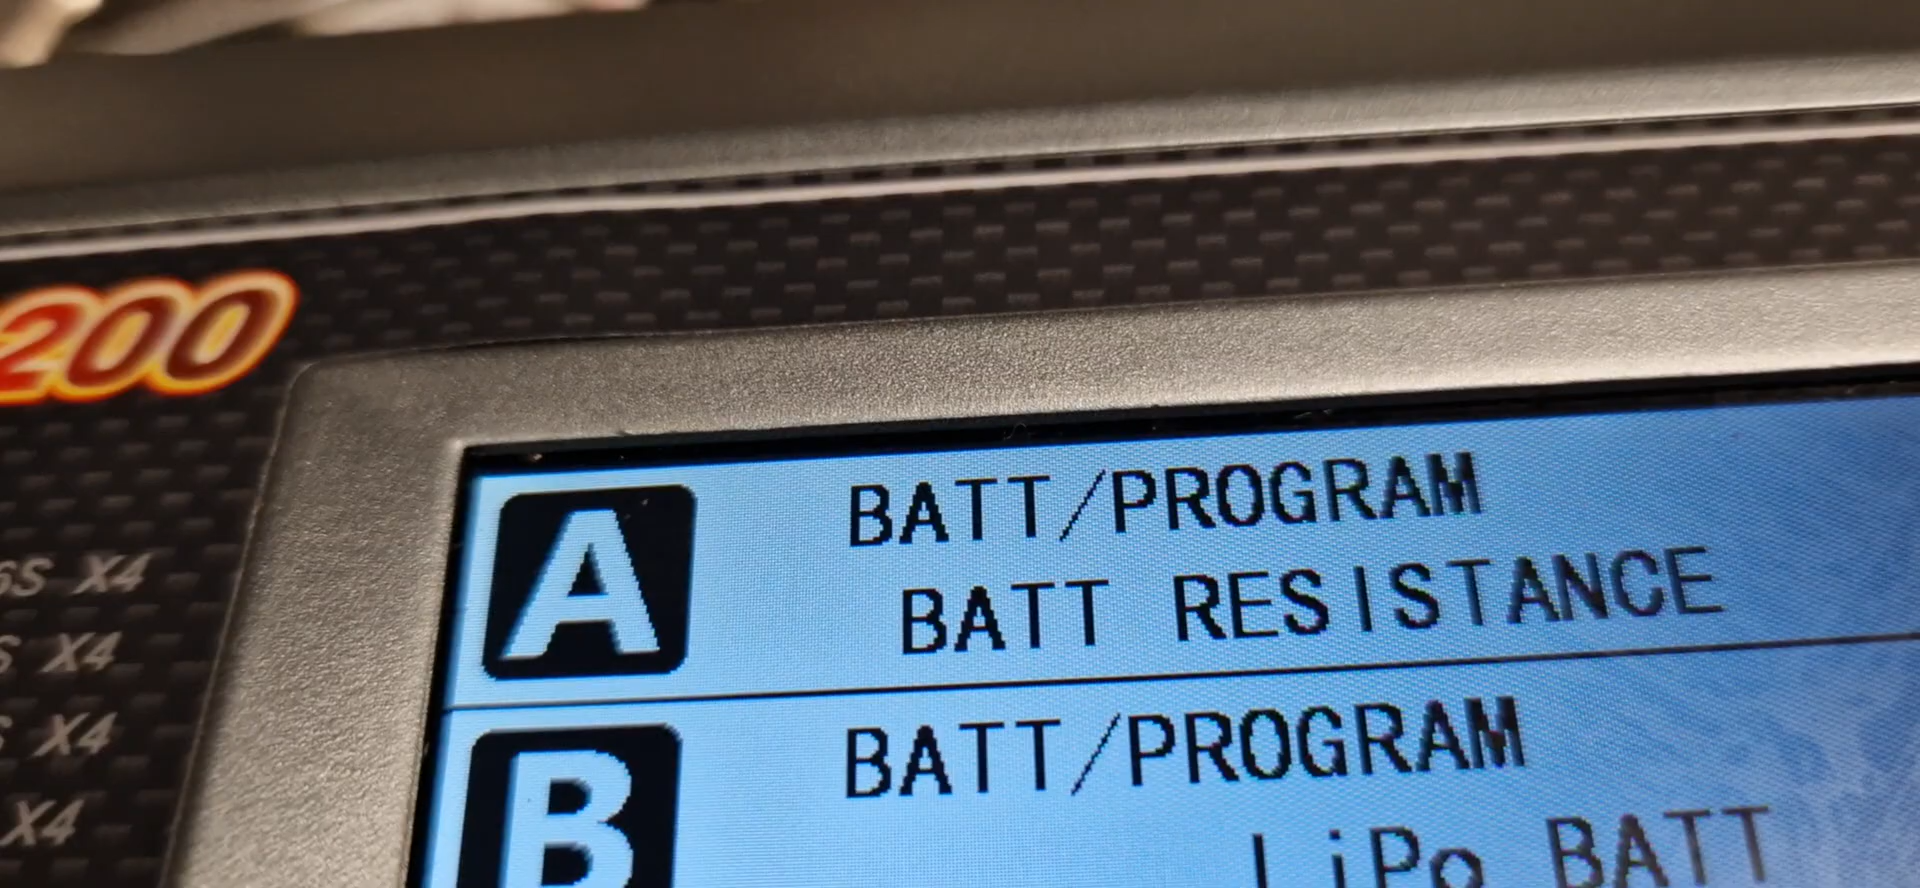 200
6S X4
S X4
S X4
X4
A
BATT/PROGRAM
BATT RESISTANCE
B
BATT/PROGRAM
LiPo BATT